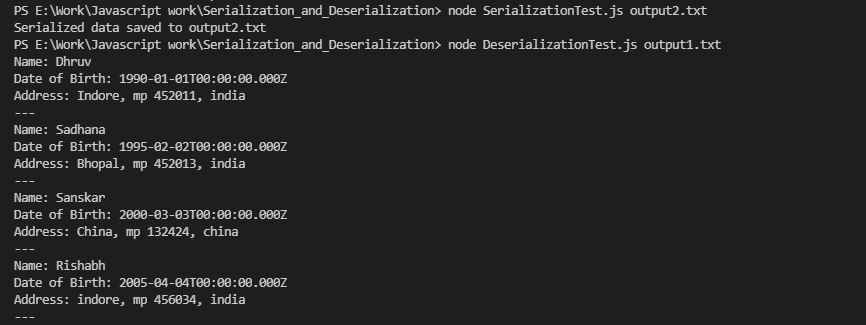 PS E:\Work\Javascript work\Serialization_and_Deserialization> node SerializationTest.js output2.txt
Serialized data saved to output2.txt
PS E:\Work\Javascript work\Serialization_and_Deserialization> node DeserializationTest.js output1.txt
Name: Dhruv
Date of Birth: 1990-01-01T00:00:00.000Z
Address: Indore, mp 452011, india
---
Name: Sadhana
Date of Birth: 1995-02-02T00:00:00.000Z
Address: Bhopal, mp 452013, india
---
Name: Sanskar
Date of Birth: 2000-03-03T00:00:00.000Z
Address: China, mp 132424, china
---
Name: Rishabh
Date of Birth: 2005-04-04T00:00:00.000Z
Address: indore, mp 456034, india
---